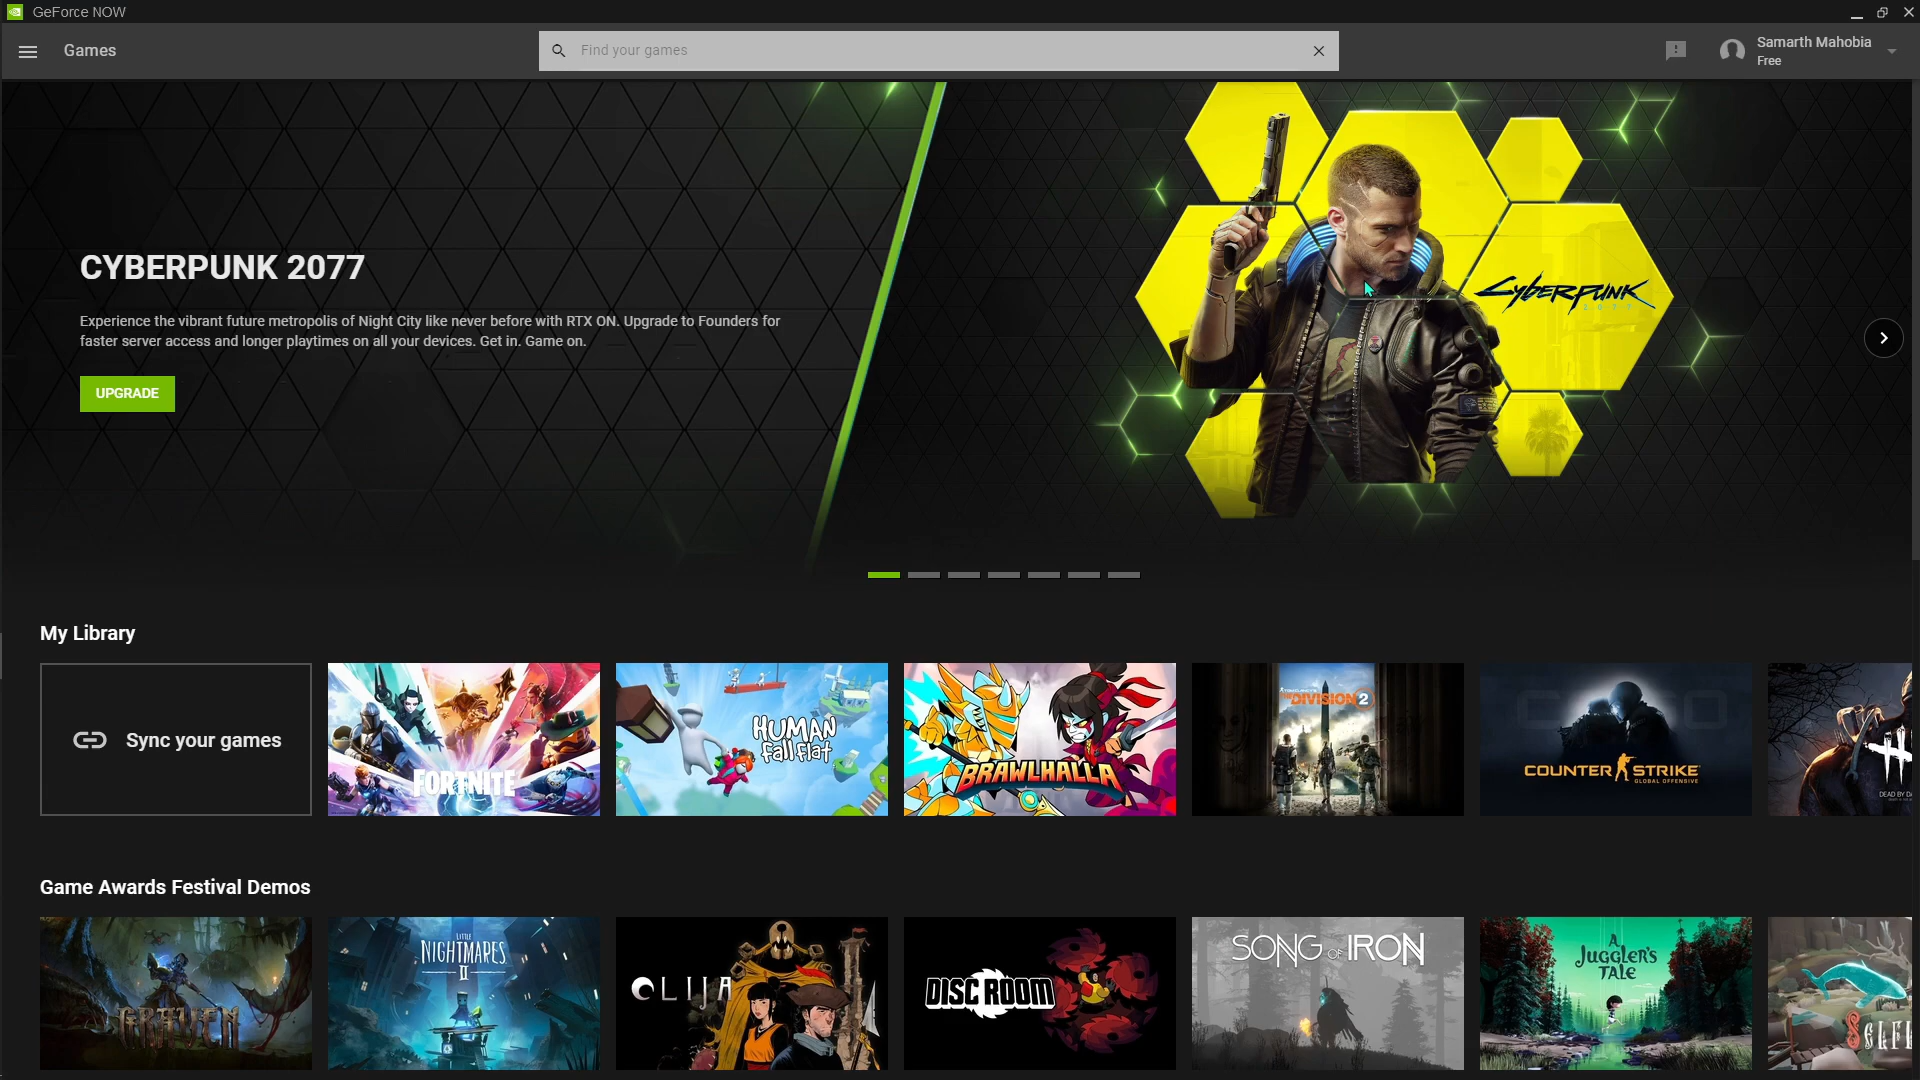 GeForce NOW
Games
Find your games
Samarth Mahobia
Free
CYBERPUNK 2077
Experience the vibrant future metropolis of Night City like never before with RTX ON. Upgrade to Founders for
faster server access and longer playtimes on all your devices. Get in. Game on.
UPGRADE
Cyberpunk
2077
My Library
Sync your games
FORTNITE
HUMAN
fall flat
BRAWLHALLA
THE DIVISION 2
COUNTER STRIKE
GLOBAL OFFENSIVE
Game Awards Festival Demos
GRAVEN
LITTLE
NIGHTMARES
II
OLIJA
DISC ROOM
SONG OF IRON
A
JUGGLER'S
TALE